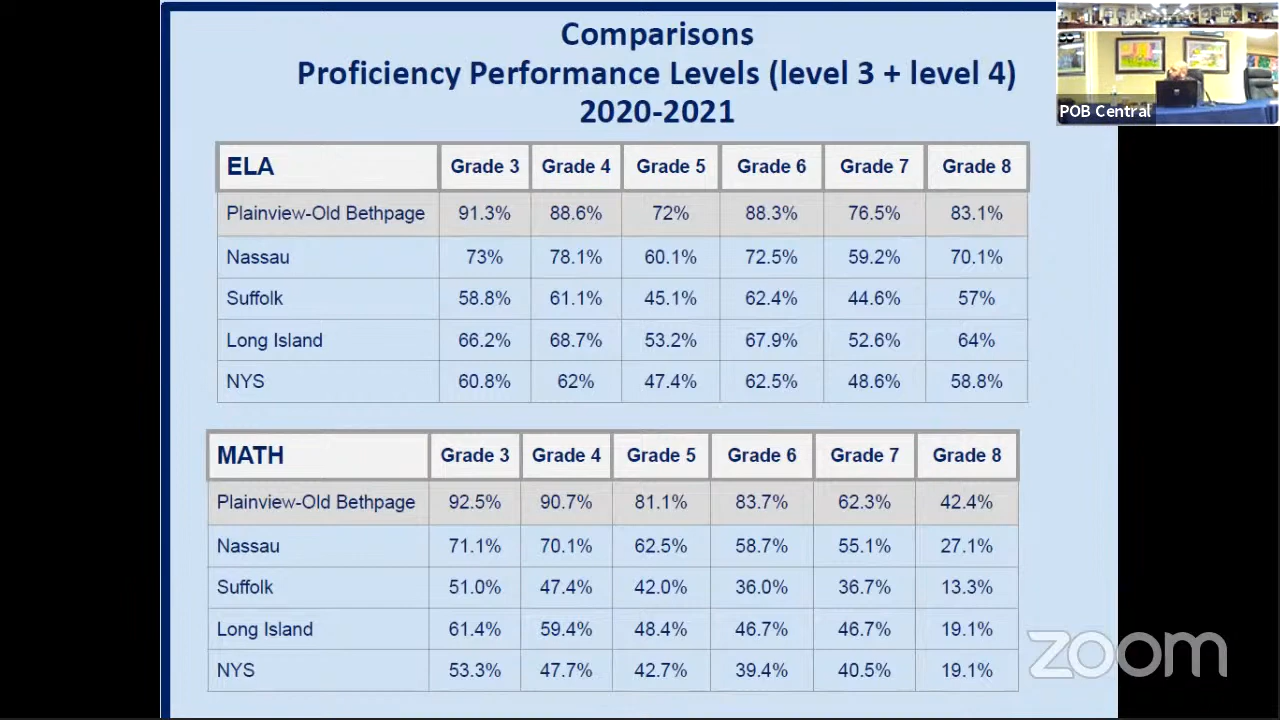 Comparisons
Proficiency Performance Levels (level 3 + level 4)
2020-2021
POB Central
ELA Grade 3 Grade 4 Grade 5 Grade 6 Grade 7 Grade 8
Plainview-Old Bethpage 91.3% 88.6% 72% 88.3% 76.5% 83.1%
Nassau 73% 78.1% 60.1% 72.5% 59.2% 70.1%
Suffolk 58.8% 61.1% 45.1% 62.4% 44.6% 57%
Long Island 66.2% 68.7% 53.2% 67.9% 52.6% 64%
NYS 60.8% 62% 47.4% 62.5% 48.6% 58.8%
MATH Grade 3 Grade 4 Grade 5 Grade 6 Grade 7 Grade 8
Plainview-Old Bethpage 92.5% 90.7% 81.1% 83.7% 62.3% 42.4%
Nassau 71.1% 70.1% 62.5% 58.7% 55.1% 27.1%
Suffolk 51.0% 47.4% 42.0% 36.0% 36.7% 13.3%
Long Island 61.4% 59.4% 48.4% 46.7% 46.7% 19.1%
NYS 53.3% 47.7% 42.7% 39.4% 40.5% 19.1%
zoom